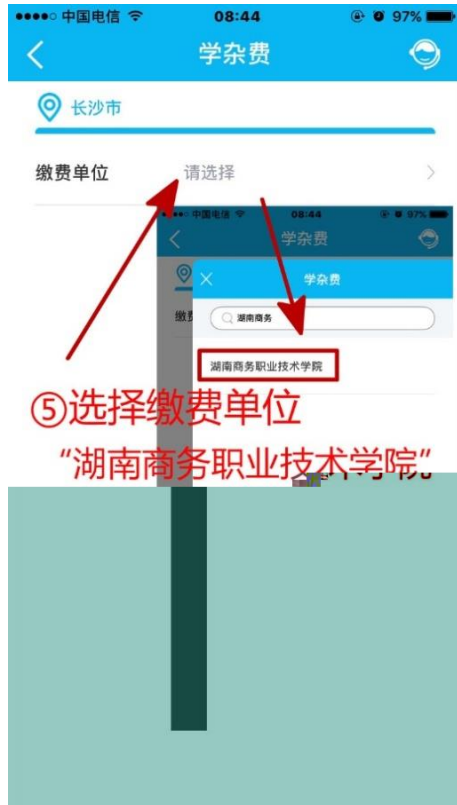 中国电信 08:44 97%
学杂费
长沙市
缴费单位 请选择
中国电信 08:44 97%
学杂费
学杂费
缴费
湖南商务
湖南商务职业技术学院
⑤选择缴费单位
“湖南商务职业技术学院”